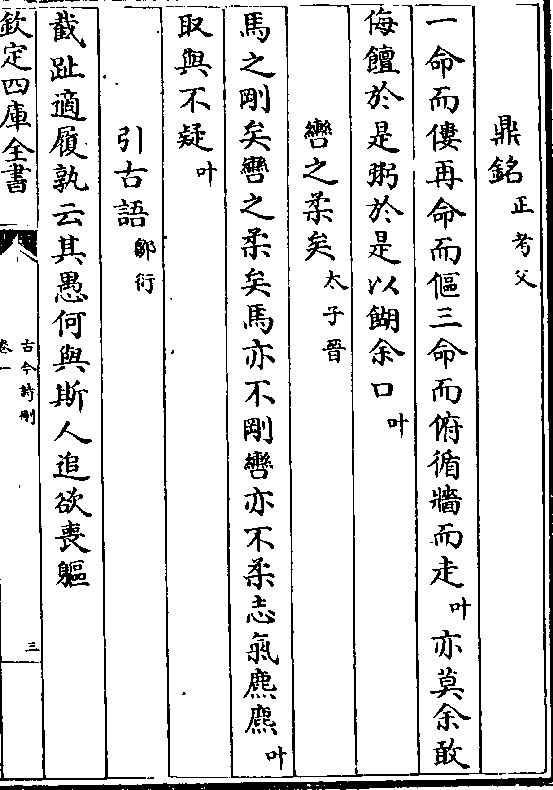 鼎銘正考父
一命而僂再命而傴三命而俯循牆而走叶亦莫余敢
侮饘於是粥於是以餬余口叶
轡之柔矣太子晉
馬之剛矣轡之柔矣馬亦不剛轡亦不柔志氣麃麃叶
取與不疑叶
引古語鄒衍
截趾適履孰云其愚何與斯人追欲喪軀
欽定四庫全書
古今詩刪
卷一
三